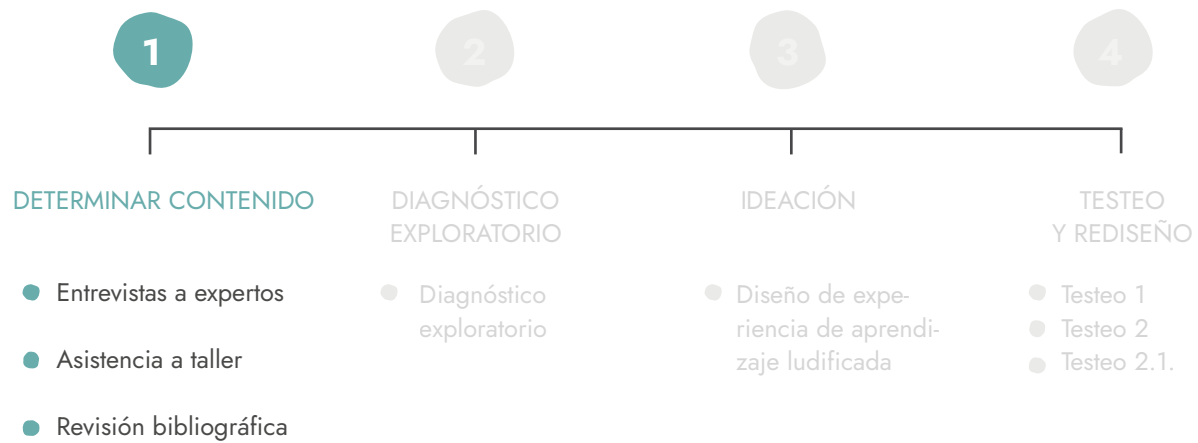 1
2
3
4
DETERMINAR CONTENIDO
Entrevistas a expertos
Asistencia a taller
Revisión bibliográfica
DIAGNÓSTICO
EXPLORATORIO
Diagnóstico
exploratorio
IDEACIÓN
Diseño de expe-
riencia de aprendi-
zaje ludificada
TESTEO
Y REDISEÑO
Testeo 1
Testeo 2
Testeo 2.1.